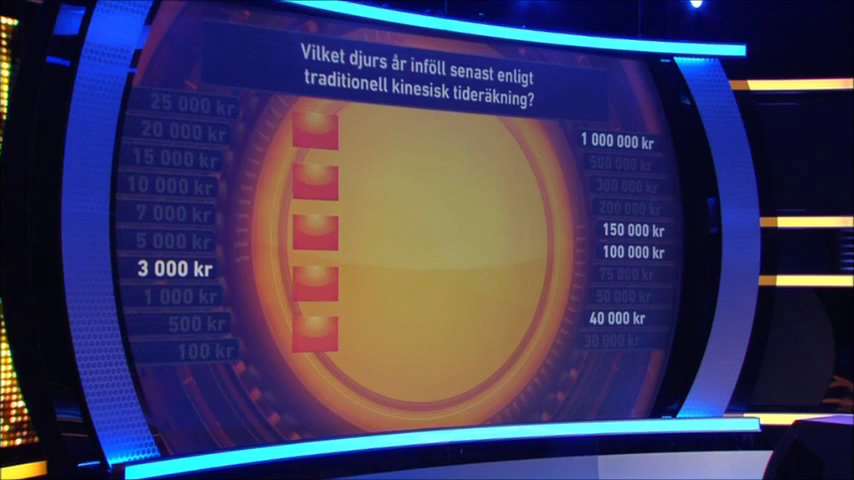 Vilket djurs år inföll senast enligt
traditionell kinesisk tideräkning?
25 000 kr
20 000 kr
15 000 kr
10 000 kr
7 000 kr
5 000 kr
3 000 kr
1 000 kr
500 kr
100 kr
1 000 000 kr
500 000 kr
300 000 kr
200 000 kr
150 000 kr
100 000 kr
75 000 kr
50 000 kr
40 000 kr
30 000 kr